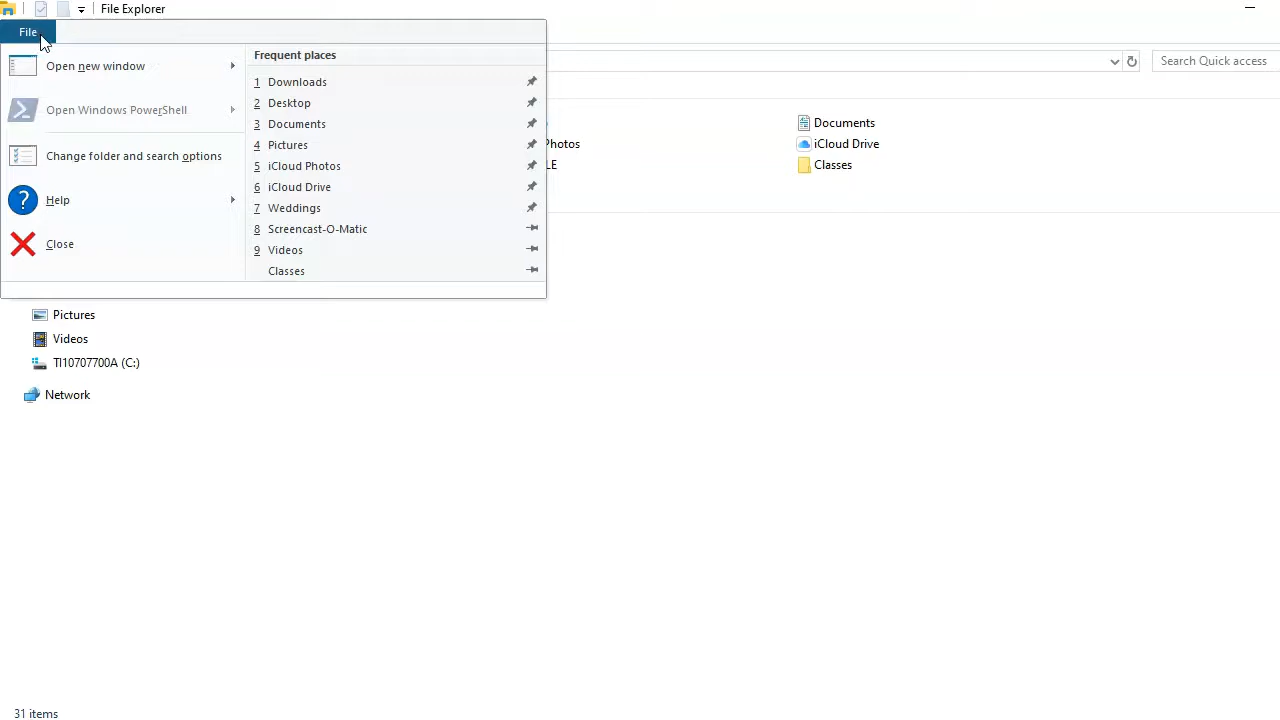 File Explorer
File
Search Quick access
Open new window
Open Windows PowerShell
Change folder and search options
Help
Close
Frequent places
1 Downloads
2 Desktop
3 Documents
4 Pictures
5 iCloud Photos
6 iCloud Drive
7 Weddings
8 Screencast-O-Matic
9 Videos
Classes
Documents
Photos
iCloud Drive
LE
Classes
Pictures
Videos
TI10707700A (C:)
Network
31 items